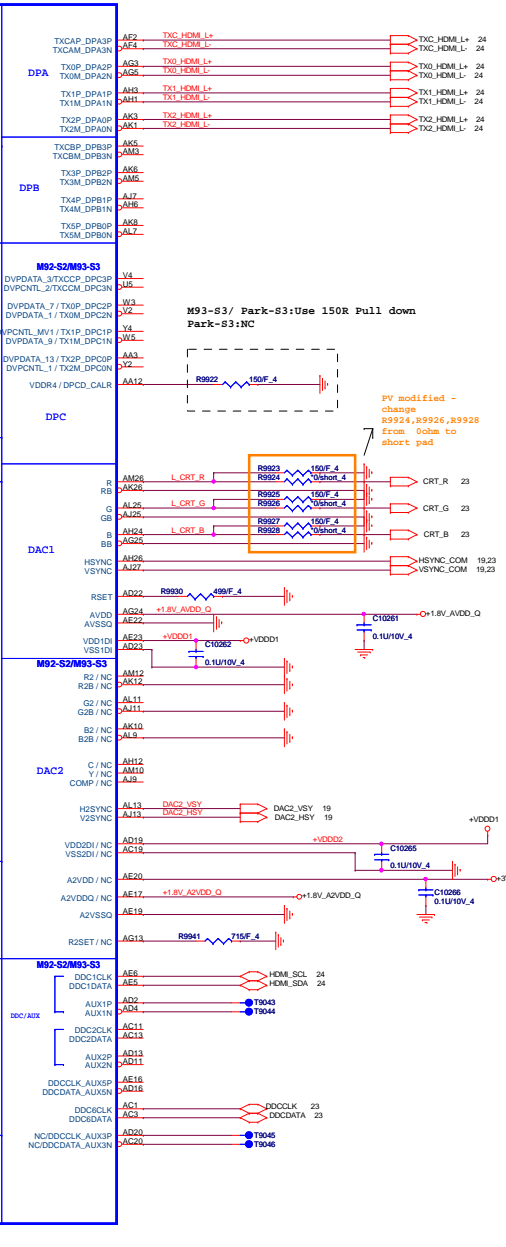 DPA
TXCAP_DPA3P AF2 TXC_HDMI_L+ TXC_HDMI_L+ 24
TXCAM_DPA3N AF4 TXC_HDMI_L- TXC_HDMI_L- 24
TX0P_DPA2P AG3 TX0_HDMI_L+ TX0_HDMI_L+ 24
TX0M_DPA2N AG5 TX0_HDMI_L- TX0_HDMI_L- 24
TX1P_DPA1P AH3 TX1_HDMI_L+ TX1_HDMI_L+ 24
TX1M_DPA1N AH1 TX1_HDMI_L- TX1_HDMI_L- 24
TX2P_DPA0P AK3 TX2_HDMI_L+ TX2_HDMI_L+ 24
TX2M_DPA0N AK1 TX2_HDMI_L- TX2_HDMI_L- 24
DPB
TXCBP_DPB3P AK5
TXCBM_DPB3N AM3
TX3P_DPB2P AK6
TX3M_DPB2N AM5
TX4P_DPB1P AJ7
TX4M_DPB1N AH6
TX5P_DPB0P AK8
TX5M_DPB0N AL7
M92-S2/M93-S3
DVPDATA_3/TXCCP_DPC3P V4
DVPCNTL_2/TXCCM_DPC3N U5
DVPDATA_7 / TX0P_DPC2P W3
DVPDATA_1 / TX0M_DPC2N V2
VPCNTL_MV1 / TX1P_DPC1P Y4
DVPDATA_9 / TX1M_DPC1N W5
DVPDATA_13 / TX2P_DPC0P AA3
DVPCNTL_1 / TX2M_DPC0N Y2
VDDR4 / DPCD_CALR AA12 R9922 150/F_4
M93-S3/ Park-S3:Use 150R Pull down
Park-S3:NC
DPC
PV modified -
change
R9924,R9926,R9928
from 0ohm to
short pad
DAC1
R9923 150/F_4
R AM26 L_CRT_R R9924 *0/short_4 CRT_R 23
RB AK26
R9925 150/F_4
G AL25 L_CRT_G R9926 *0/short_4 CRT_G 23
GB AJ25
R9927 150/F_4
B AH24 L_CRT_B R9928 *0/short_4 CRT_B 23
BB AG25
HSYNC AH26 HSYNC_COM 19,23
VSYNC AJ27 VSYNC_COM 19,23
RSET AD22 R9930 499/F_4
AVDD AG24 +1.8V_AVDD_Q +1.8V_AVDD_Q
AVSSQ AE22 C10261
0.1U/10V_4
VDD1DI AE23 +VDDD1 +VDDD1
VSS1DI AD23 C10262
0.1U/10V_4
M92-S2/M93-S3
R2 / NC AM12
R2B / NC AK12
G2 / NC AL11
G2B / NC AJ11
B2 / NC AK10
B2B / NC AL9
DAC2
C / NC AH12
Y / NC AM10
COMP / NC AJ9
H2SYNC AL13 DAC2_VSY DAC2_VSY 19
V2SYNC AJ13 DAC2_HSY DAC2_HSY 19
+VDDD1
VDD2DI / NC AD19 +VDDD2
VSS2DI / NC AC19 C10265
0.1U/10V_4
A2VDD / NC AE20 +3
C10266
0.1U/10V_4
A2VDDQ / NC AE17 +1.8V_A2VDD_Q +1.8V_A2VDD_Q
A2VSSQ AE19
R2SET / NC AG13 R9941 715/F_4
M92-S2/M93-S3
DDC/AUX
DDC1CLK AE6 HDMI_SCL 24
DDC1DATA AE5 HDMI_SDA 24
AUX1P AD2 T9043
AUX1N AD4 T9044
DDC2CLK AC11
DDC2DATA AC13
AUX2P AD13
AUX2N AD11
DDCCLK_AUX5P AE16
DDCDATA_AUX5N AD16
DDC6CLK AC1 DDCCLK 23
DDC6DATA AC3 DDCDATA 23
NC/DDCCLK_AUX3P AD20 T9045
NC/DDCDATA_AUX3N AC20 T9046